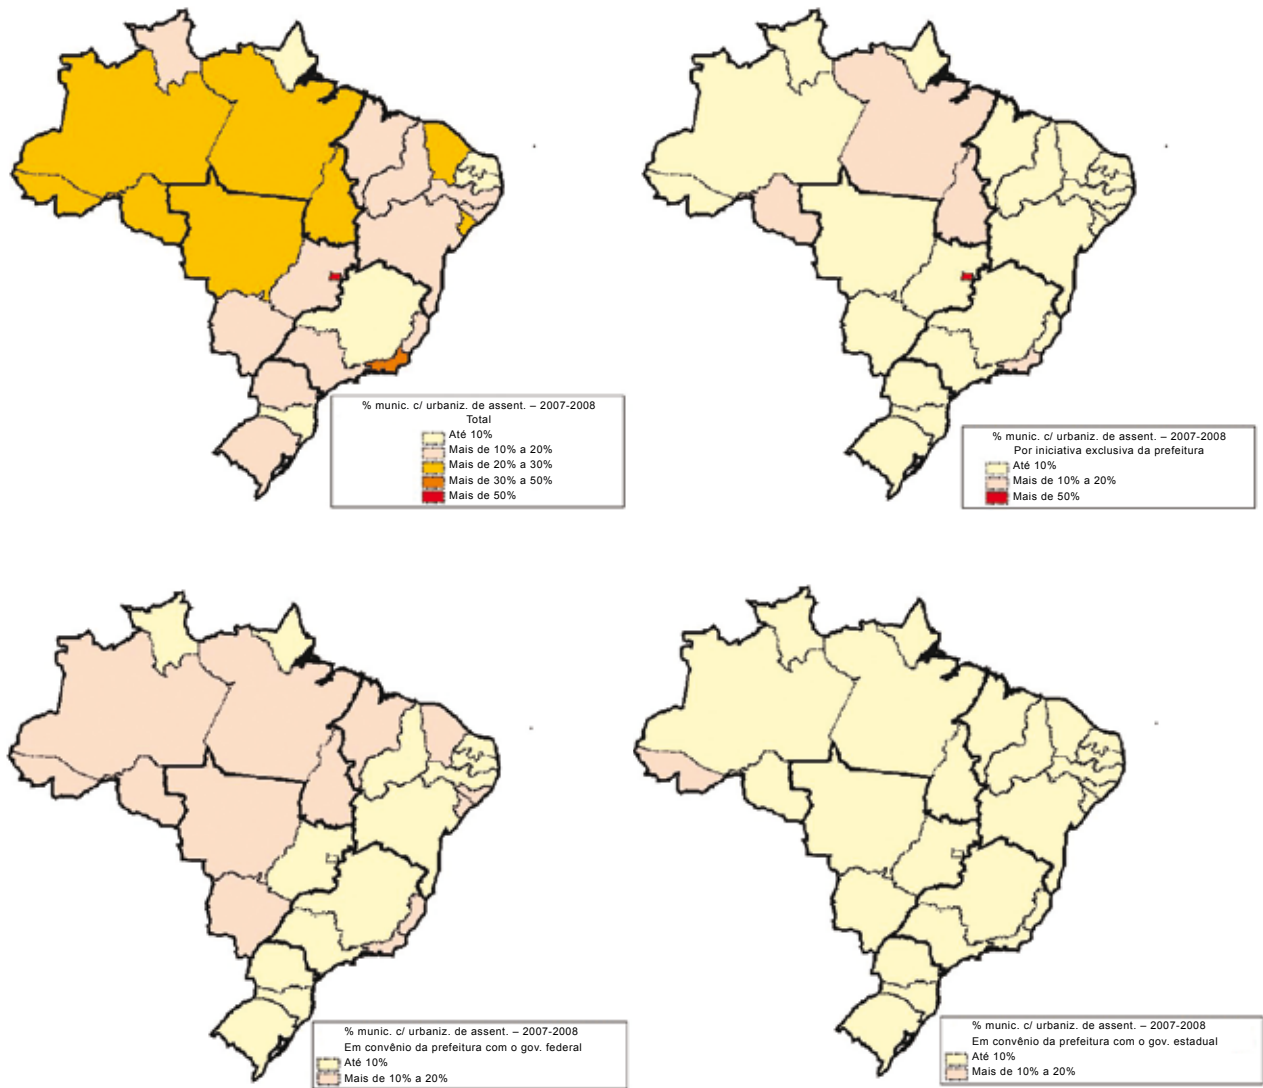 % munic. c/ urbaniz. de assent. – 2007-2008
Total
Até 10%
Mais de 10% a 20%
Mais de 20% a 30%
Mais de 30% a 50%
Mais de 50%
% munic. c/ urbaniz. de assent. – 2007-2008
Por iniciativa exclusiva da prefeitura
Até 10%
Mais de 10% a 20%
Mais de 50%
% munic. c/ urbaniz. de assent. – 2007-2008
Em convênio da prefeitura com o gov. federal
Até 10%
Mais de 10% a 20%
% munic. c/ urbaniz. de assent. – 2007-2008
Em convênio da prefeitura com o gov. estadual
Até 10%
Mais de 10% a 20%